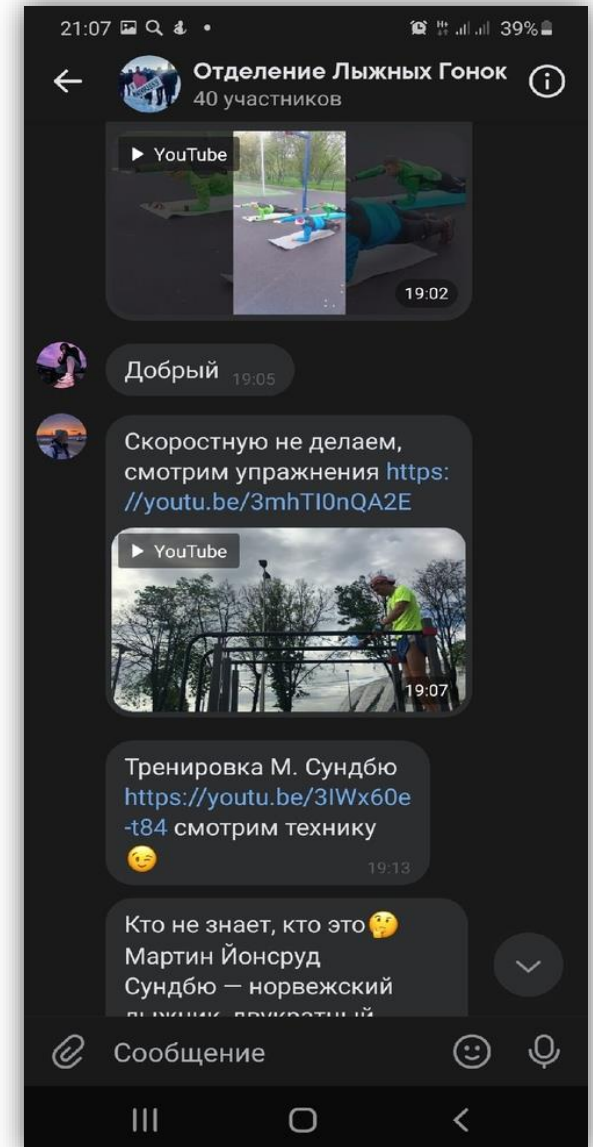 21:07
39%
Отделение Лыжных Гонок
40 участников
YouTube
19:02
Добрый 19:05
Скоростную не делаем,
смотрим упражнения https:
//youtu.be/3mhTI0nQA2E
YouTube
19:07
Тренировка М. Сундбю
https://youtu.be/3IWx60e
-t84 смотрим технику
😉
19:13
Кто не знает, кто это🤔
Мартин Йонсруд
Сундбю — норвежский
лыжник, двукратный
Сообщение